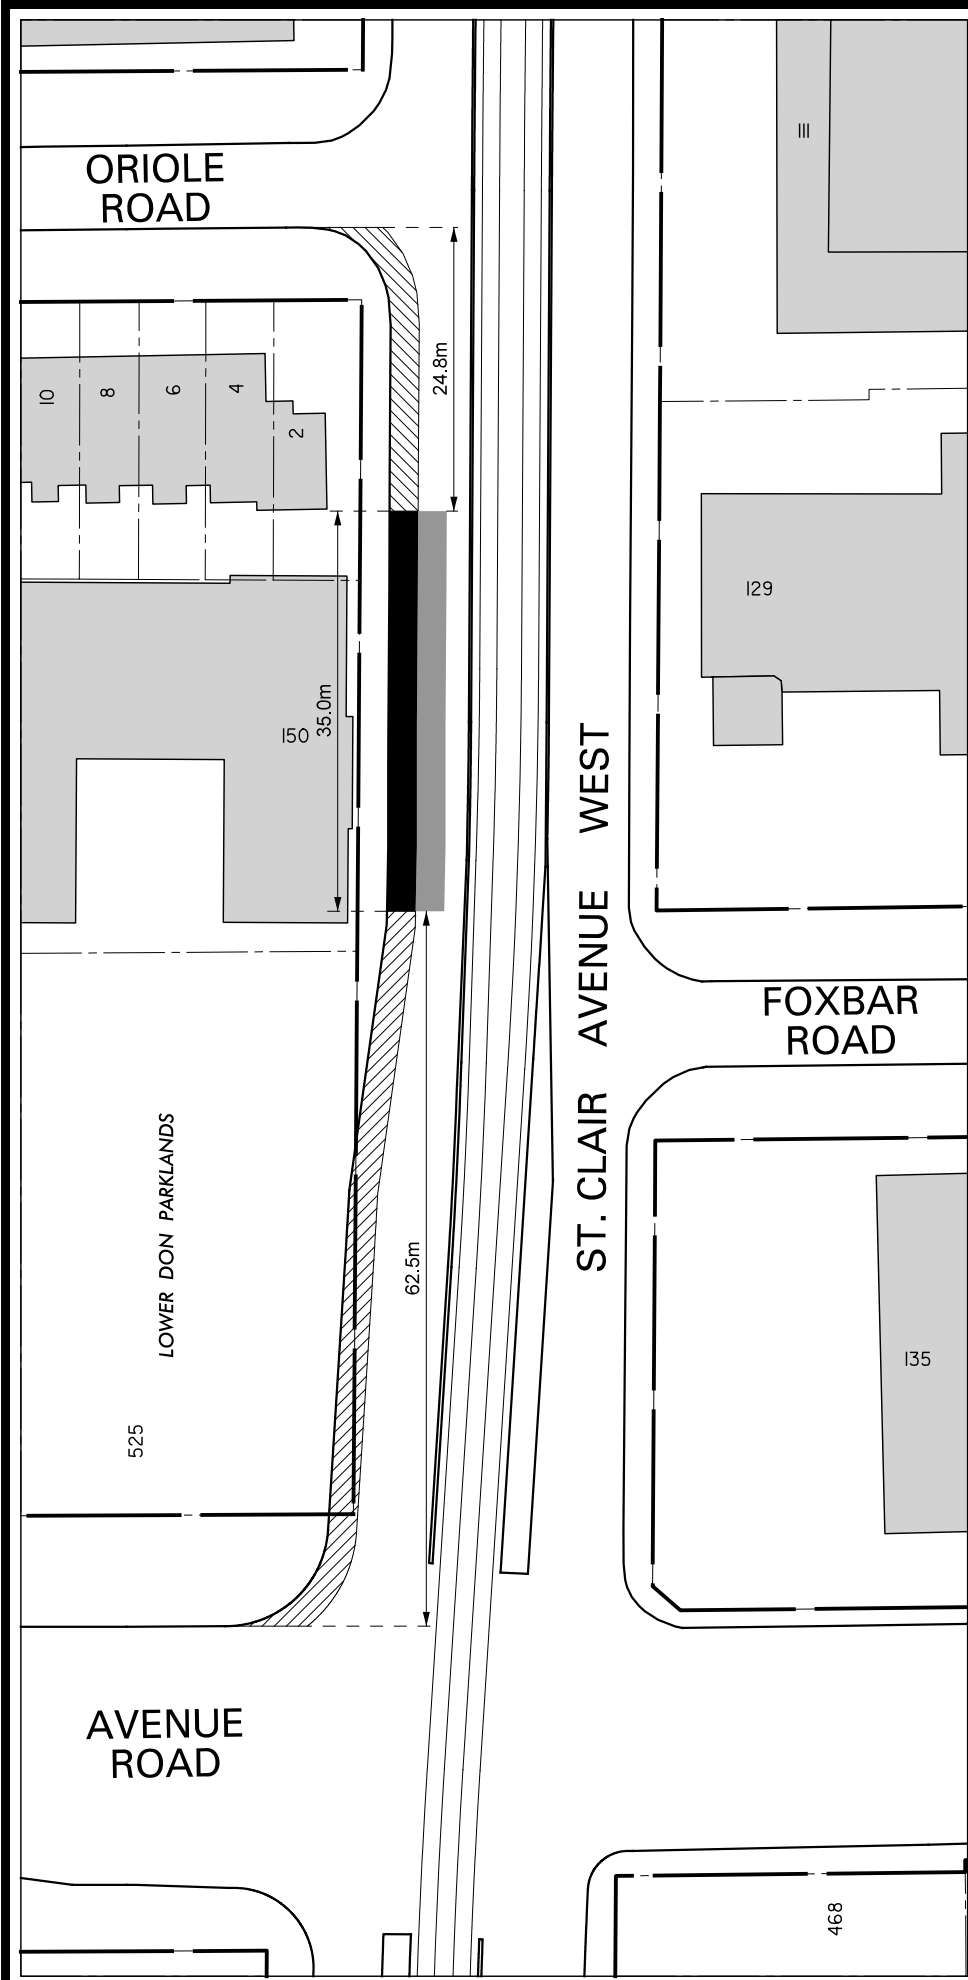 III
ORIOLE
ROAD
24.8m
10
8
6
4
2
129
35.0m
150
ST. CLAIR AVENUE WEST
FOXBAR
ROAD
LOWER DON PARKLANDS
62.5m
135
525
AVENUE
ROAD
468